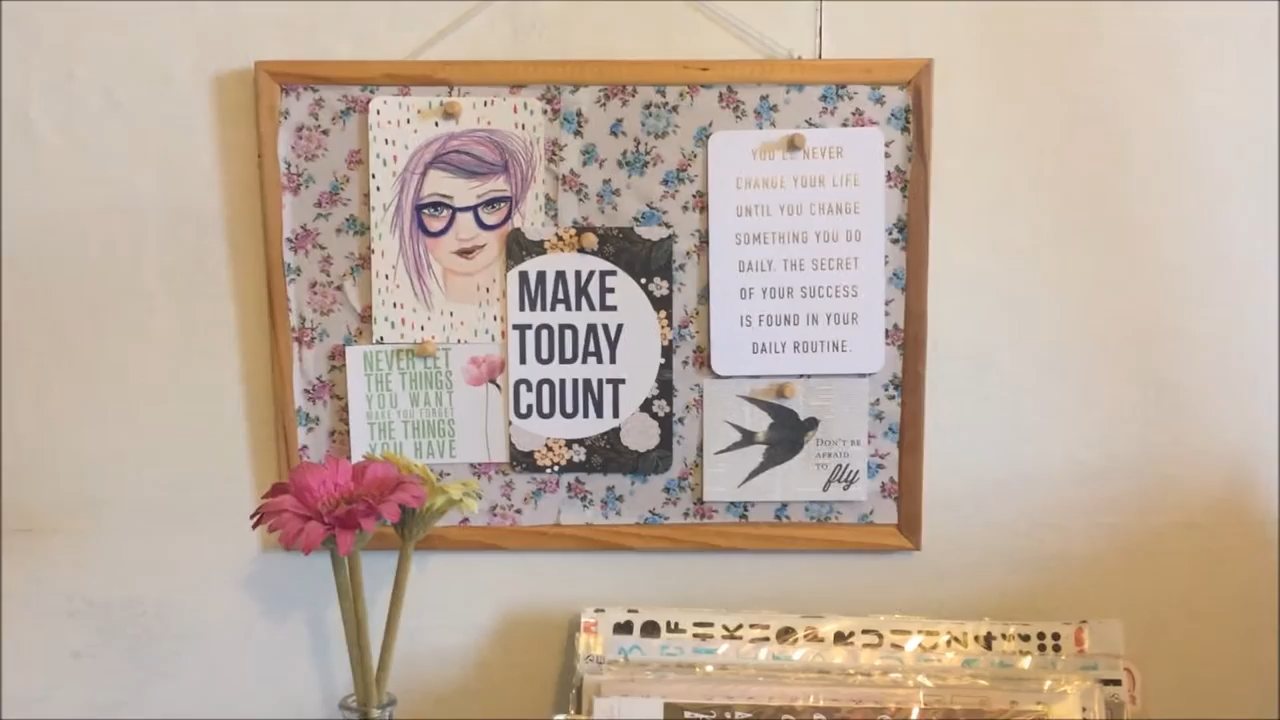 NEVER LET
THE THINGS
YOU WANT
MAKE YOU FORGET
THE THINGS
YOU HAVE
MAKE
TODAY
COUNT
YOU'LL NEVER
CHANGE YOUR LIFE
UNTIL YOU CHANGE
SOMETHING YOU DO
DAILY. THE SECRET
OF YOUR SUCCESS
IS FOUND IN YOUR
DAILY ROUTINE.
DON'T BE
AFRAID
TO fly